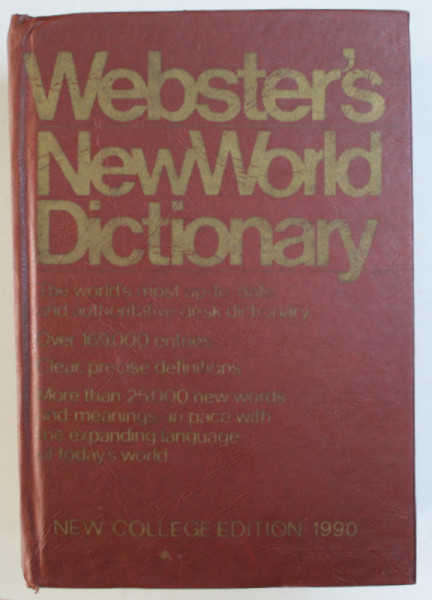 Webster's
NewWorld
Dictionary
The world's most up-to-date
and authoritative desk dictionary
Over 160,000 entries
Clear, precise definitions
More than 25,000 new words
and meanings-in pace with
the expanding language
of today's world
NEW COLLEGE EDITION 1990